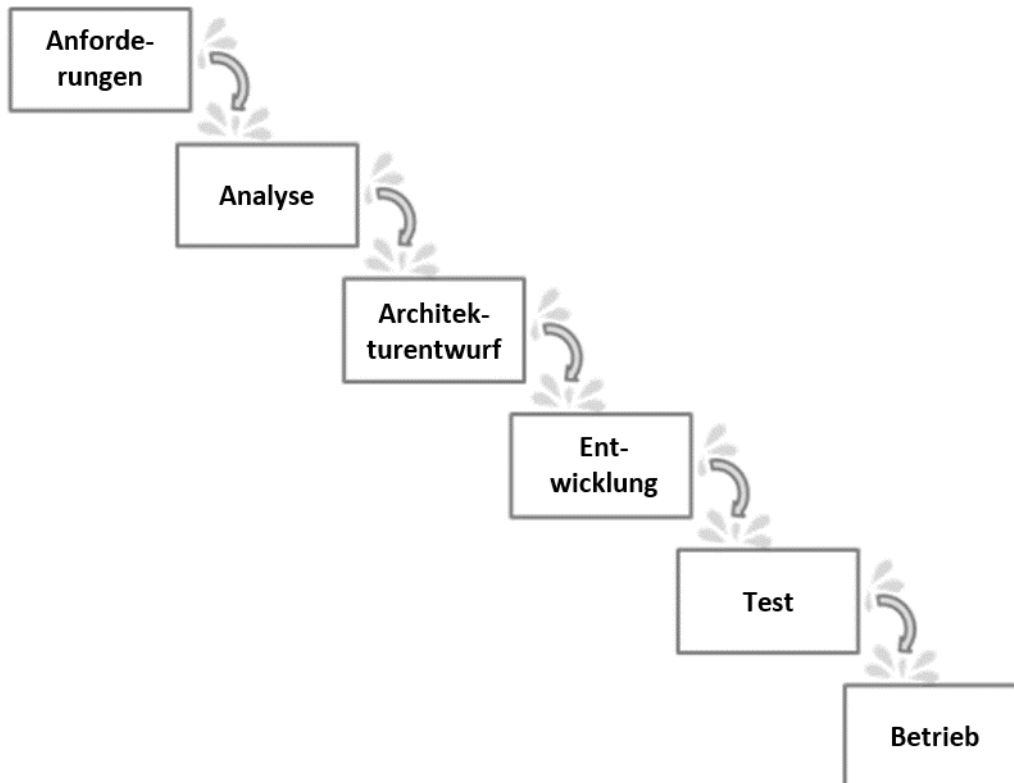 Anforde-
rungen
Analyse
Architek-
turentwurf
Ent-
wicklung
Test
Betrieb